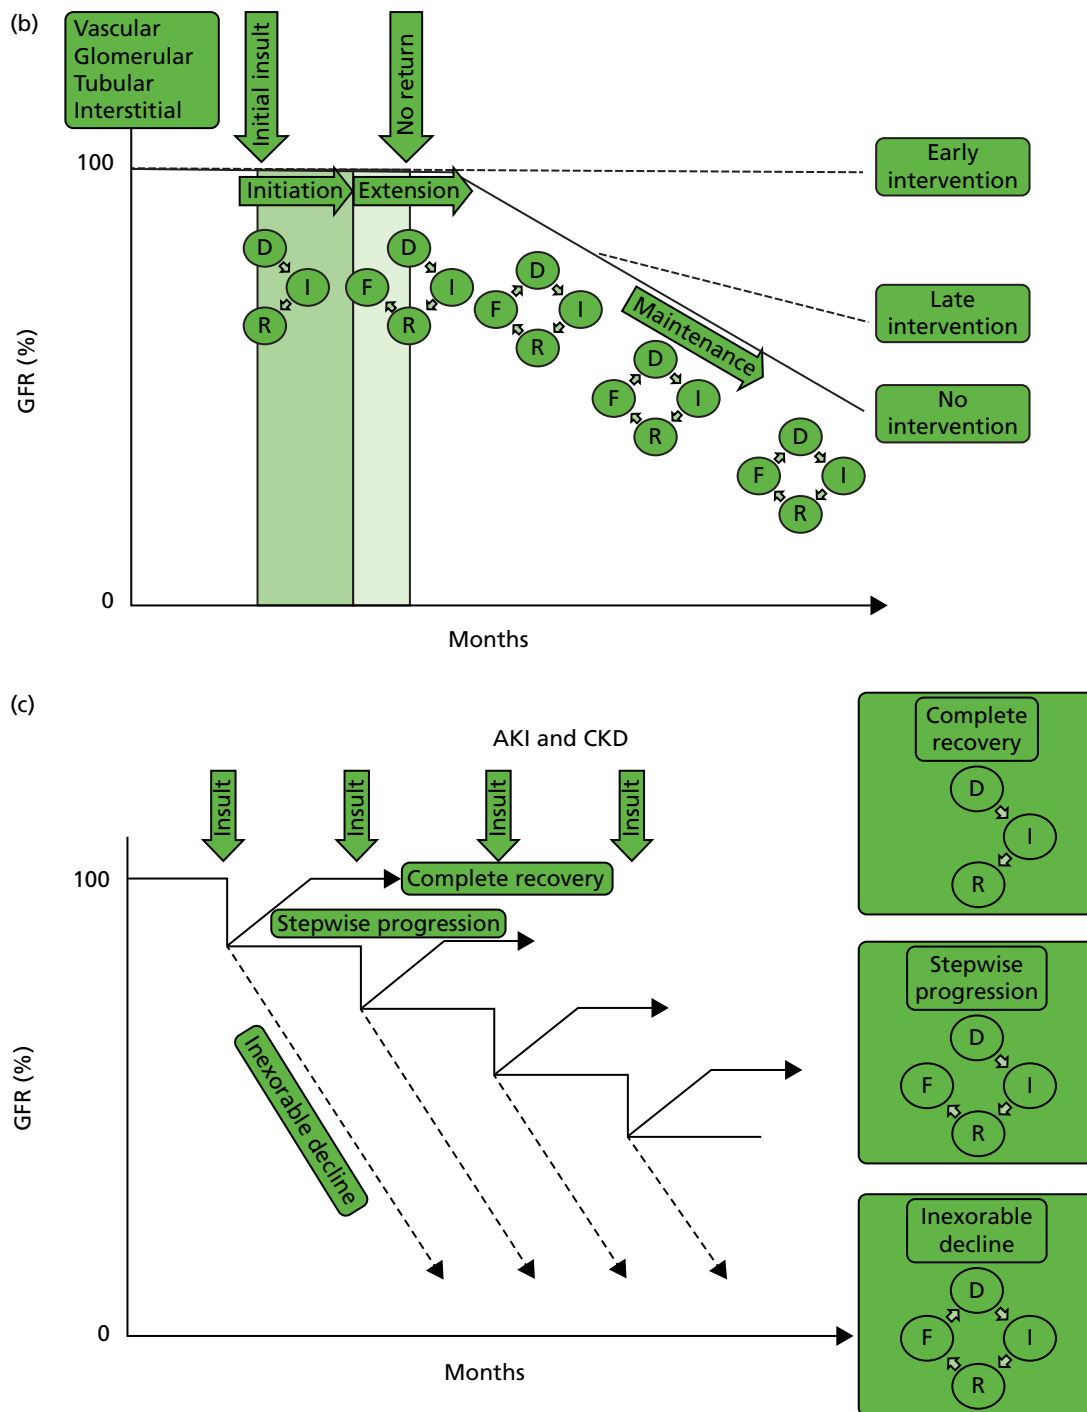 (b)
Vascular
Glomerular
Tubular
Interstitial
Initial insult
No return
100
Early
intervention
Initiation
Extension
D
I
R
D
F
I
R
D
F
I
R
Late
intervention
Maintenance
D
F
I
R
No
intervention
D
F
I
R
GFR (%)
0
Months
(c)
AKI and CKD
Insult
Insult
Insult
Insult
100
Complete recovery
Stepwise progression
Inexorable decline
GFR (%)
0
Months
Complete
recovery
D
I
R
Stepwise
progression
D
F
I
R
Inexorable
decline
D
F
I
R